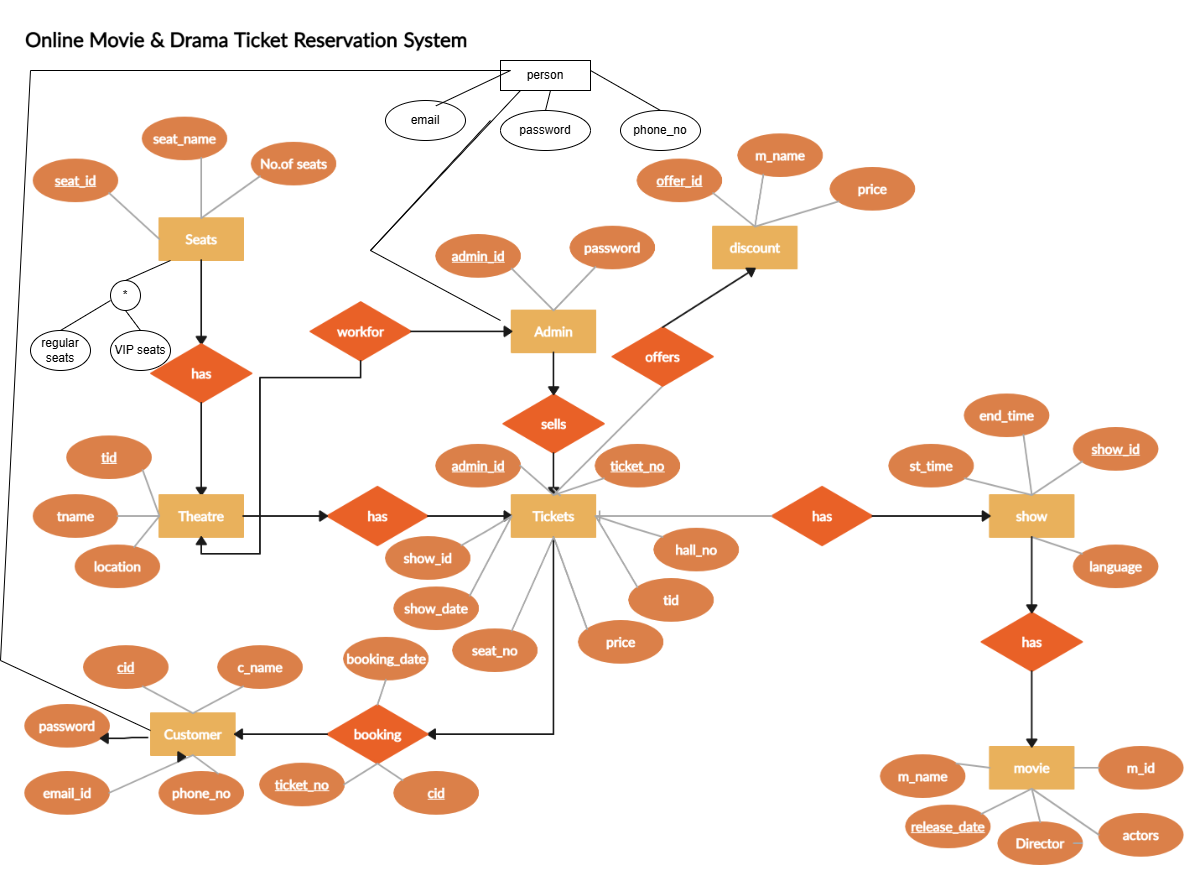 Online Movie & Drama Ticket Reservation System
person
email
password
phone_no
seat_name
seat_id
No.of seats
Seats
*
regular
seats
VIP seats
has
offer_id
m_name
price
discount
admin_id
password
Admin
workfor
offers
sells
tid
tname
location
Theatre
has
admin_id
ticket_no
Tickets
show_id
show_date
seat_no
price
tid
hall_no
has
st_time
end_time
show_id
show
language
has
cid
c_name
password
Customer
email_id
phone_no
booking_date
booking
ticket_no
cid
m_name
movie
m_id
release_date
Director
actors